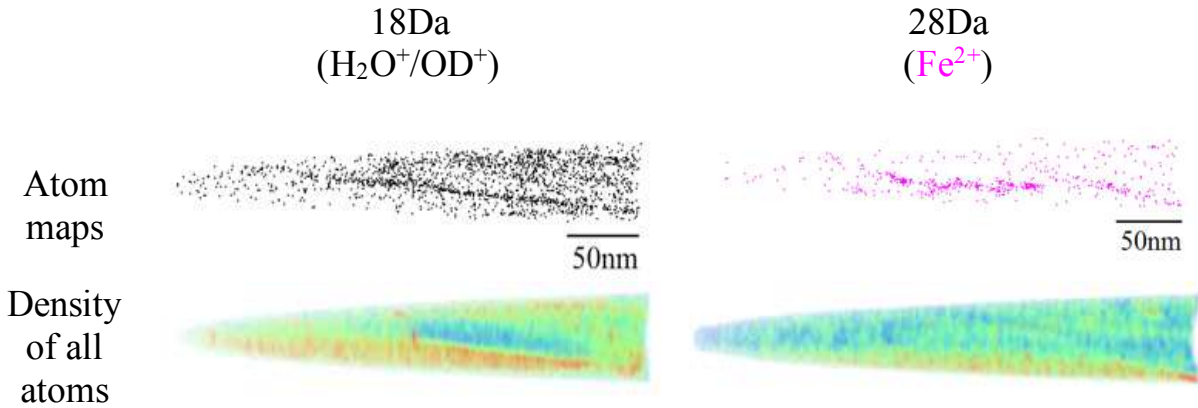 18Da
(H₂O⁺/OD⁺)
28Da
(Fe²⁺)
Atom
maps
50nm
50nm
Density
of all
atoms